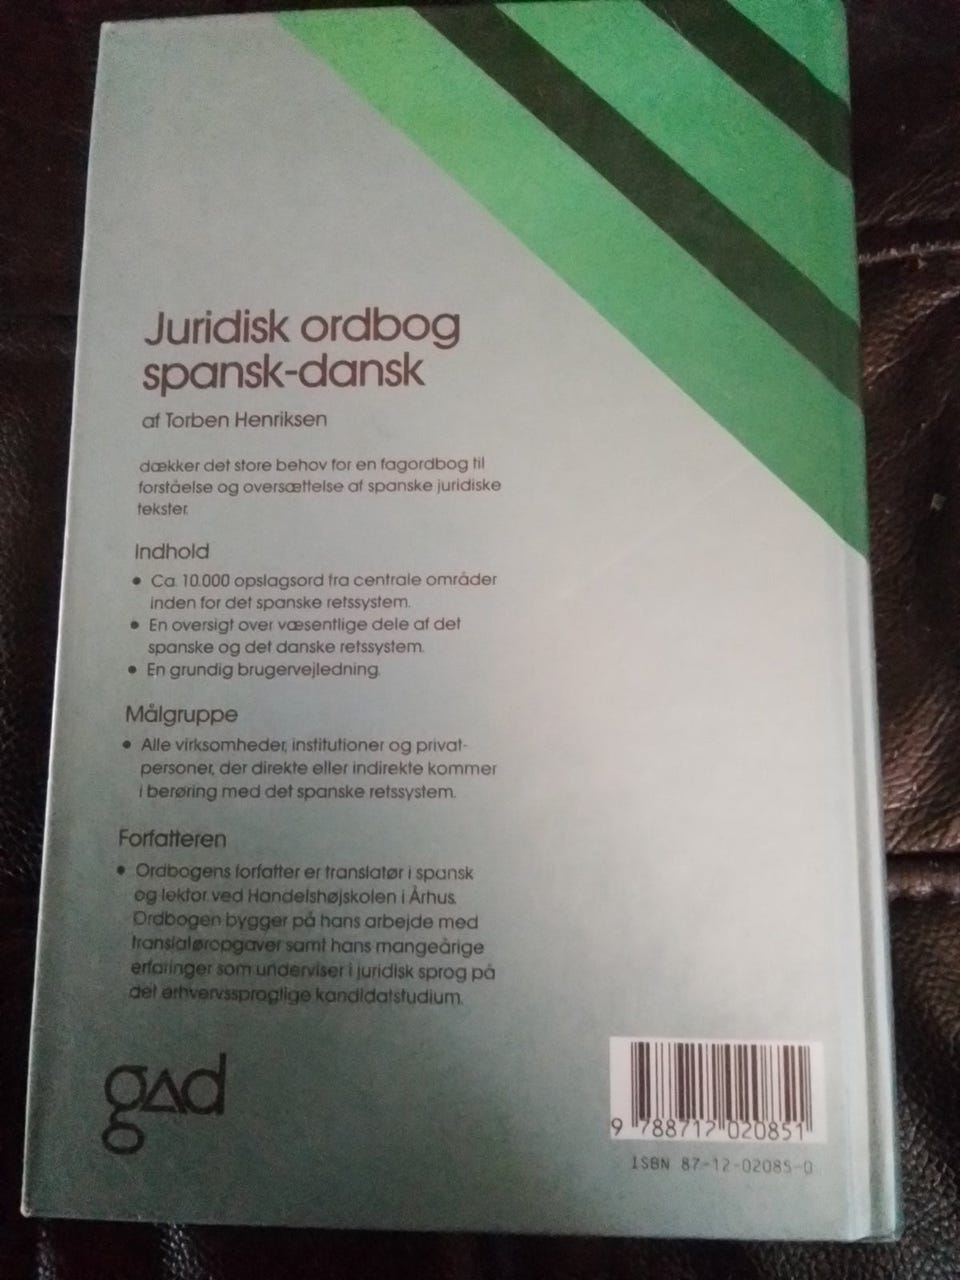 Juridisk ordbog
spansk-dansk
af Torben Henriksen
dækker det store behov for en fagordbog til
forståelse og oversættelse af spanske juridiske
tekster.
Indhold
• Ca. 10.000 opslagsord fra centrale områder
inden for det spanske retssystem.
• En oversigt over væsentlige dele af det
spanske og det danske retssystem.
• En grundig brugervejledning.
Målgruppe
• Alle virksomheder, institutioner og privat-
personer, der direkte eller indirekte kommer
i berøring med det spanske retssystem.
Forfatteren
• Ordbogens forfatter er translatør i spansk
og lektor ved Handelshøjskolen i Århus.
Ordbogen bygger på hans arbejde med
translatøropgaver samt hans mangeårige
erfaringer som underviser i juridisk sprog på
det erhvervssproglige kandidatstudium.
gad
9 788712 020851
ISBN 87-12-02085-0